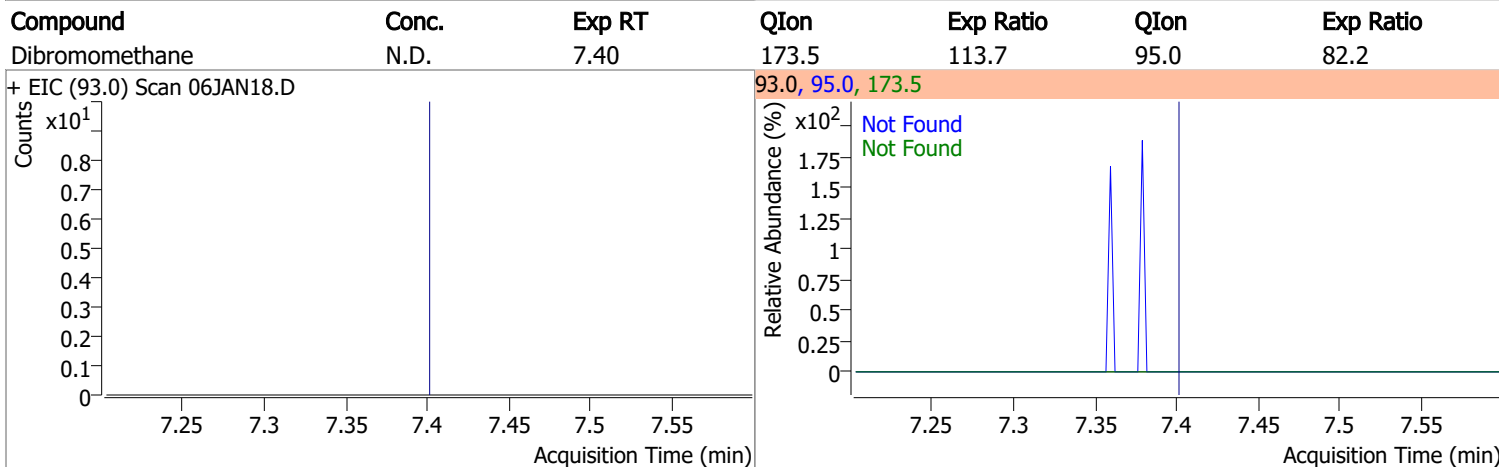 Compound Conc. Exp RT QIon Exp Ratio QIon Exp Ratio
Dibromomethane N.D. 7.40 173.5 113.7 95.0 82.2
+ EIC (93.0) Scan 06JAN18.D
Counts
x10¹
0.8
0.7
0.6
0.5
0.4
0.3
0.2
0.1
0
7.25 7.3 7.35 7.4 7.45 7.5 7.55
Acquisition Time (min)
93.0, 95.0, 173.5
Relative Abundance (%)
x10²
Not Found
Not Found
1.75
1.5
1.25
1
0.75
0.5
0.25
0
7.25 7.3 7.35 7.4 7.45 7.5 7.55
Acquisition Time (min)